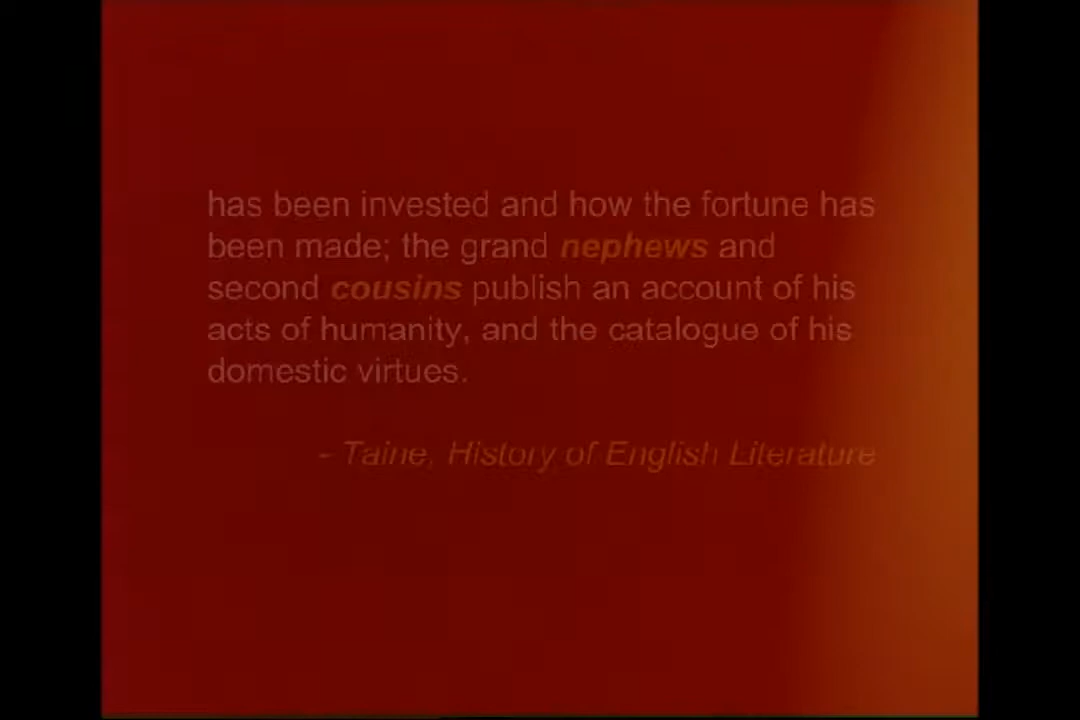 has been invested and how the fortune has
been made; the grand nephews and
second cousins publish an account of his
acts of humanity, and the catalogue of his
domestic virtues.
- Taine, History of English Literature